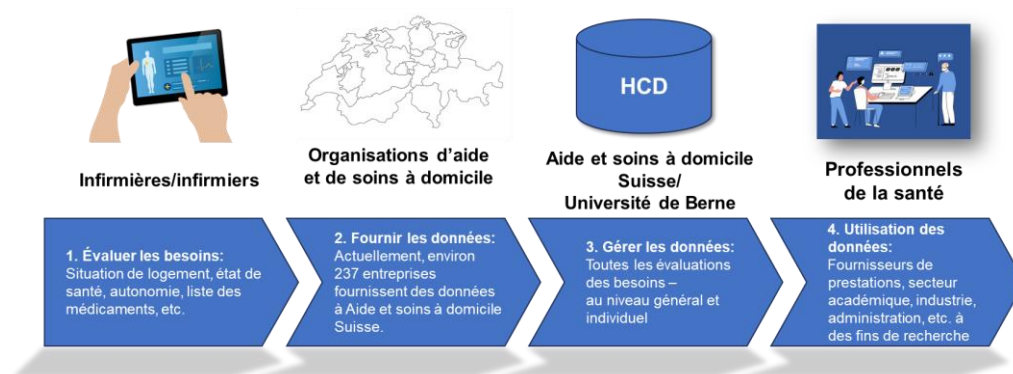 HCD
Infirmières/infirmiers
Organisations d'aide
et de soins à domicile
Aide et soins à domicile
Suisse/
Université de Berne
Professionnels
de la santé
1. Évaluer les besoins:
Situation de logement, état de
santé, autonomie, liste des
médicaments, etc.
2. Fournir les données:
Actuellement, environ
237 entreprises
fournissent des données
à Aide et soins à domicile
Suisse.
3. Gérer les données:
Toutes les évaluations
des besoins –
au niveau général et
individuel
4. Utilisation des
données:
Fournisseurs de
prestations, secteur
académique, industrie,
administration, etc. à
des fins de recherche